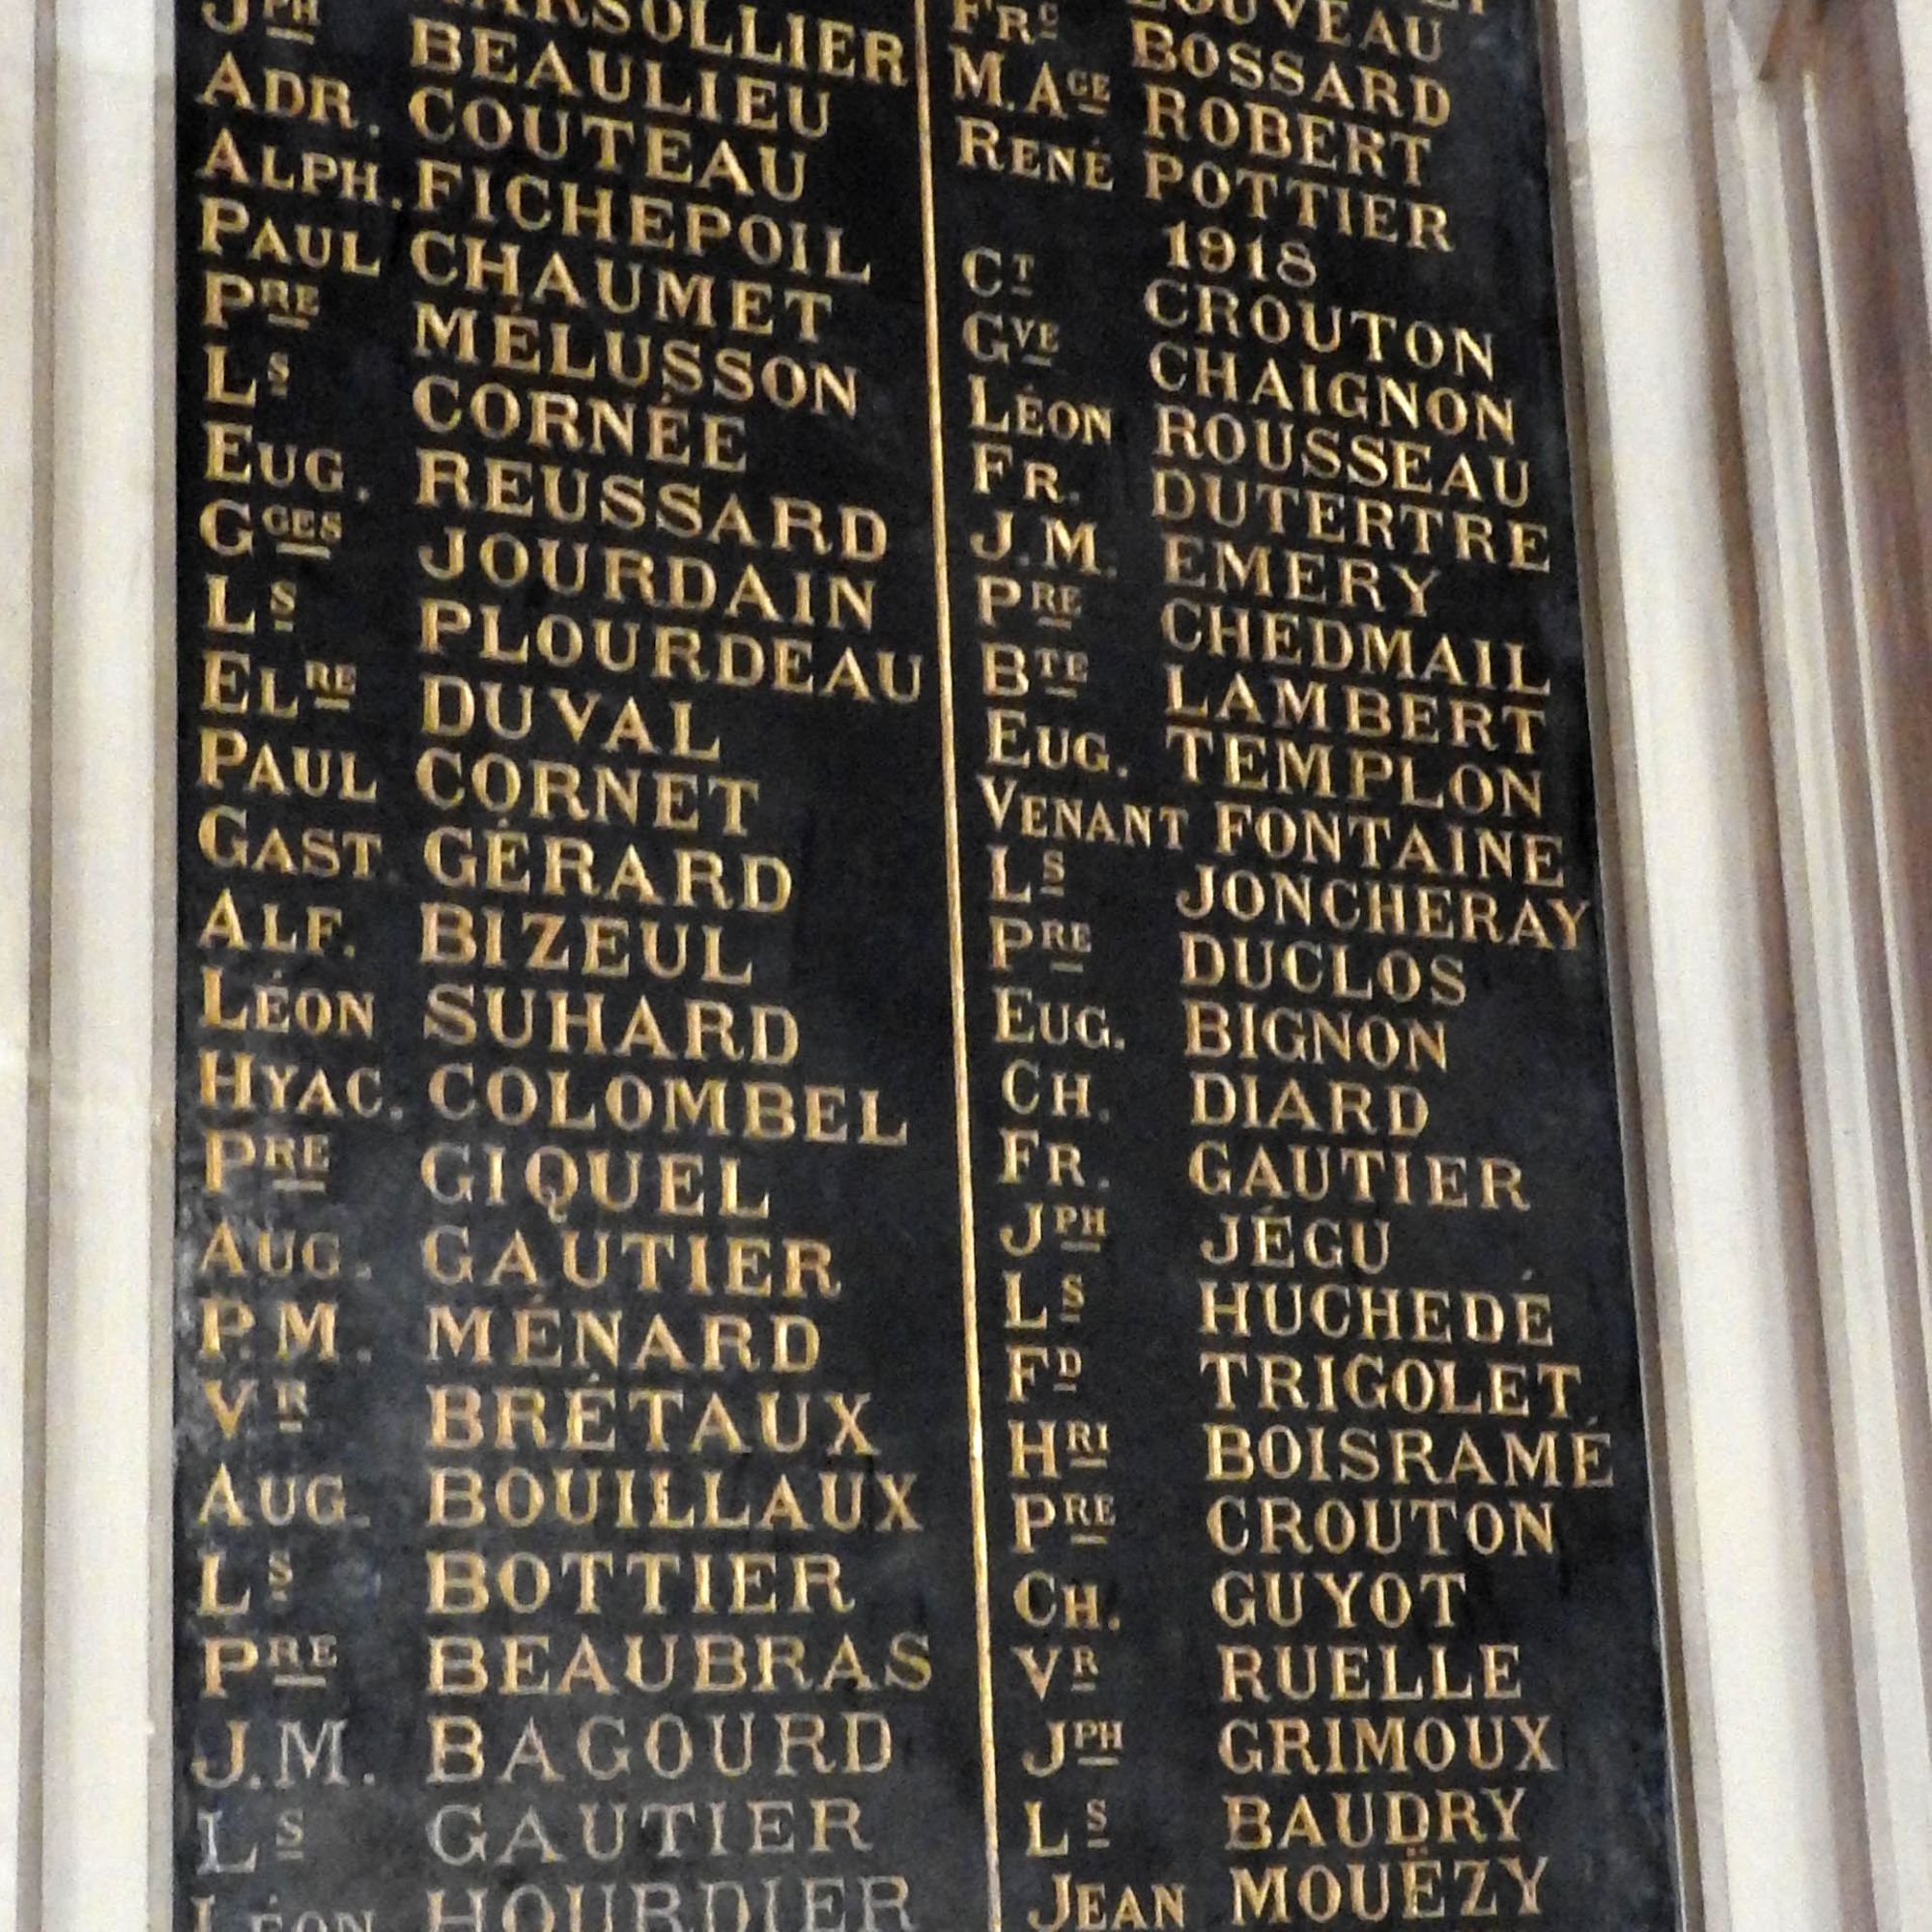 JPH BEAULIEU
ADR. COUTEAU
ALPH. FICHEPOIL
PAUL CHAUMET
PRE MÉLUSSON
LS CORNÉE
EUG. REUSSARD
GGES JOURDAIN
LS PLOURDEAU
ELRE DUVAL
PAUL CORNET
GAST. GÉRARD
ALF. BIZEUL
LÉON SUHARD
HYAC. COLOMBEL
PRE GIQUEL
AUG. GAUTIER
P.M. MÉNARD
VR BRÉTAUX
AUG. BOUILLAUX
LS BOTTIER
PRE BEAUBRAS
J.M. BAGOURD
LS GAUTIER
LÉON HOURDIER
FRC BOSSARD
M.AGE ROBERT
RENÉ POTTIER
1918
CT CROUTON
GVE CHAIGNON
LÉON ROUSSEAU
FR. DUTERTRE
J.M. EMERY
PRE CHEDMAIL
BTE LAMBERT
EUG. TEMPLON
VENANT FONTAINE
LS JONCHERAY
PRE DUCLOS
EUG. BIGNON
CH. DIARD
FR. GAUTIER
JPH JÉGU
LS HUCHEDÉ
FD TRIGOLET
HRI BOISRAMÉ
PRE CROUTON
CH. GUYOT
VR RUELLE
JPH GRIMOUX
LS BAUDRY
JEAN MOUËZY